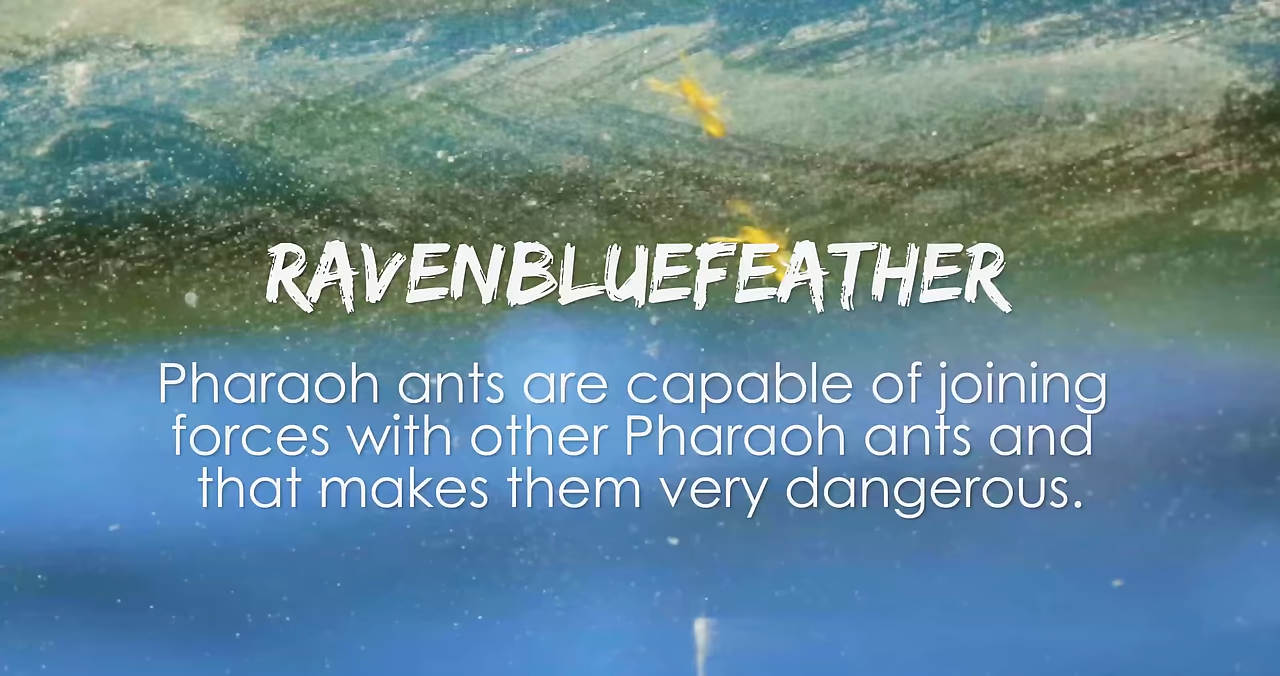 RAVENBLUEFEATHER
Pharaoh ants are capable of joining
forces with other Pharaoh ants and
that makes them very dangerous.